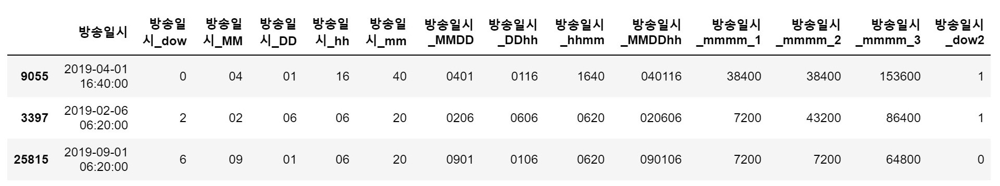 방송일시 방송일시_dow 방송일시_MM 방송일시_DD 방송일시_hh 방송일시_mm 방송일시_MMDD 방송일시_DDhh 방송일시_hhmm 방송일시_MMDDhh 방송일시_mmmm_1 방송일시_mmmm_2 방송일시_mmmm_3 방송일시_dow2
9055 2019-04-01 16:40:00 0 04 01 16 40 0401 0116 1640 040116 38400 38400 153600 1
3397 2019-02-06 06:20:00 2 02 06 06 20 0206 0606 0620 020606 7200 43200 86400 1
25815 2019-09-01 06:20:00 6 09 01 06 20 0901 0106 0620 090106 7200 7200 64800 0